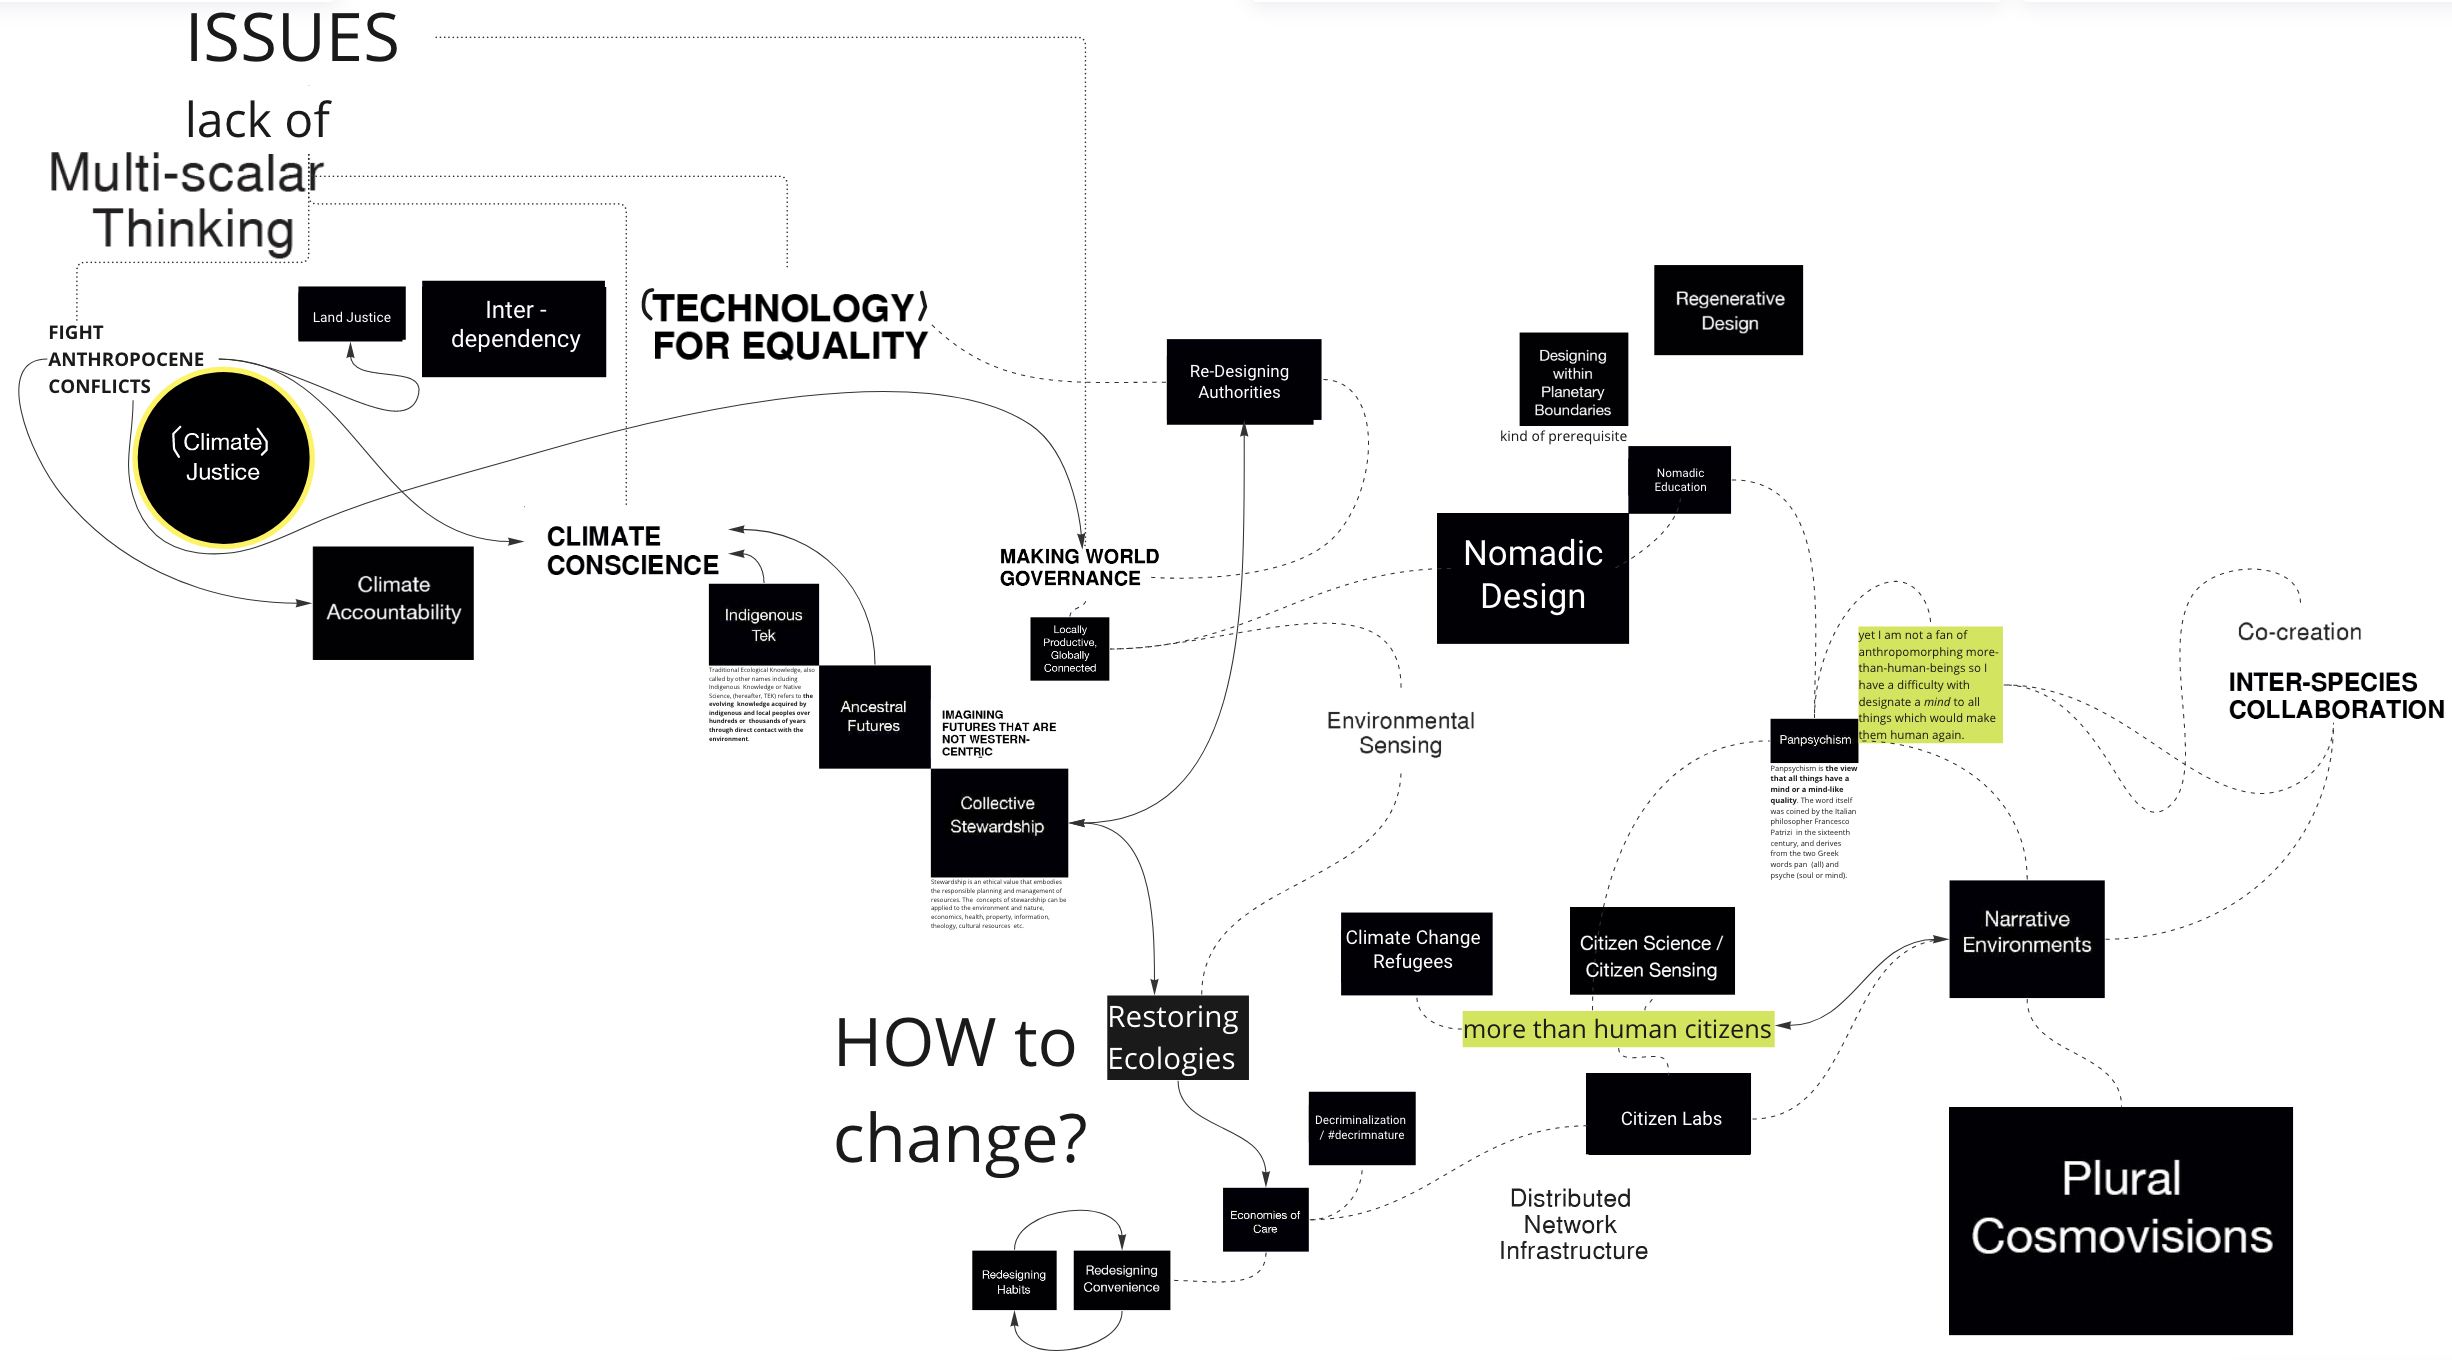 ISSUES
lack of
Multi-scalar
Thinking
FIGHT
ANTHROPOCENE
CONFLICTS
(Climate)
Justice
Land Justice
Inter -
dependency
(TECHNOLOGY)
FOR EQUALITY
Climate
Accountability
CLIMATE
CONSCIENCE
Indigenous
Tek
Traditional Ecological Knowledge, also
called by other names including
Indigenous Knowledge or Native
Science, (hereafter, TEK) refers to the
evolving knowledge acquired by
indigenous and local peoples over
hundreds or thousands of years
through direct contact with the
environment.
Ancestral
Futures
IMAGINING
FUTURES THAT ARE
NOT WESTERN-
CENTRIC
Collective
Stewardship
Stewardship is an ethical value that embodies
the responsible planning and management of
resources. The concepts of stewardship can be
applied to the environment and nature,
economics, health, property, information,
theology, cultural resources etc.
Re-Designing
Authorities
MAKING WORLD
GOVERNANCE
Locally
Productive,
Globally
Connected
Environmental
Sensing
Regenerative
Design
Designing
within
Planetary
Boundaries
kind of prerequisite
Nomadic
Education
Nomadic
Design
yet I am not a fan of
anthropomorphing more-
than-human-beings so I
have a difficulty with
designate a mind to all
things which would make
them human again.
Panpsychism
Panpsychism is the view
that all things have a
mind or a mind-like
quality. The word itself
was coined by the Italian
philosopher Francesco
Patrizi in the sixteenth
century, and derives
from the two Greek
words pan (all) and
psyche (soul or mind).
Co-creation
INTER-SPECIES
COLLABORATION
Narrative
Environments
Climate Change
Refugees
Citizen Science /
Citizen Sensing
more than human citizens
Citizen Labs
HOW to
change?
Restoring
Ecologies
Decriminalization
/ #decrimnature
Economies of
Care
Redesigning
Habits
Redesigning
Convenience
Distributed
Network
Infrastructure
Plural
Cosmovisions